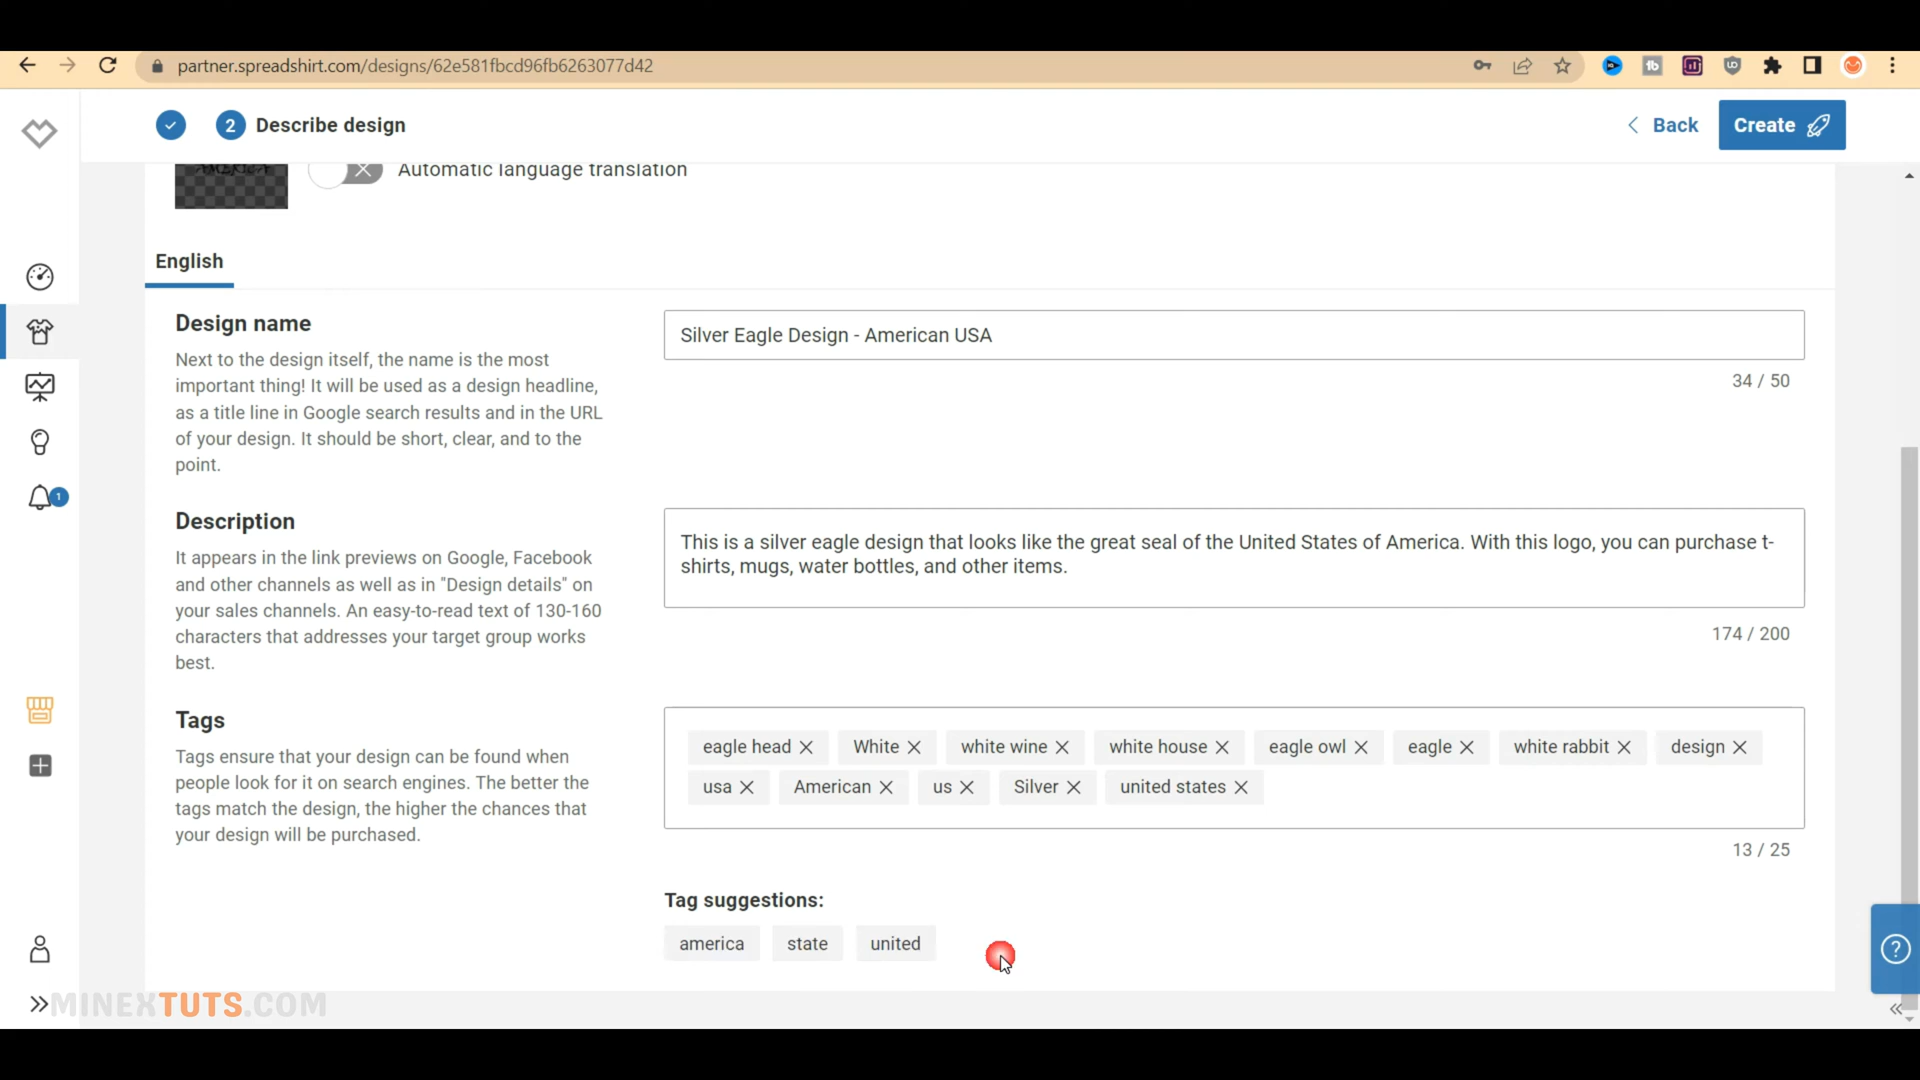 partner.spreadshirt.com/designs/62e581fbcd96fb6263077d42
2 Describe design
Back
Create
AMERICA
Automatic language translation
English
Design name
Next to the design itself, the name is the most
important thing! It will be used as a design headline,
as a title line in Google search results and in the URL
of your design. It should be short, clear, and to the
point.
Silver Eagle Design - American USA
34 / 50
Description
It appears in the link previews on Google, Facebook
and other channels as well as in "Design details" on
your sales channels. An easy-to-read text of 130-160
characters that addresses your target group works
best.
This is a silver eagle design that looks like the great seal of the United States of America. With this logo, you can purchase t-
shirts, mugs, water bottles, and other items.
174 / 200
Tags
Tags ensure that your design can be found when
people look for it on search engines. The better the
tags match the design, the higher the chances that
your design will be purchased.
eagle head White white wine white house eagle owl eagle white rabbit design
usa American us Silver united states
13 / 25
Tag suggestions:
america state united
1
MINEXTUTS.COM